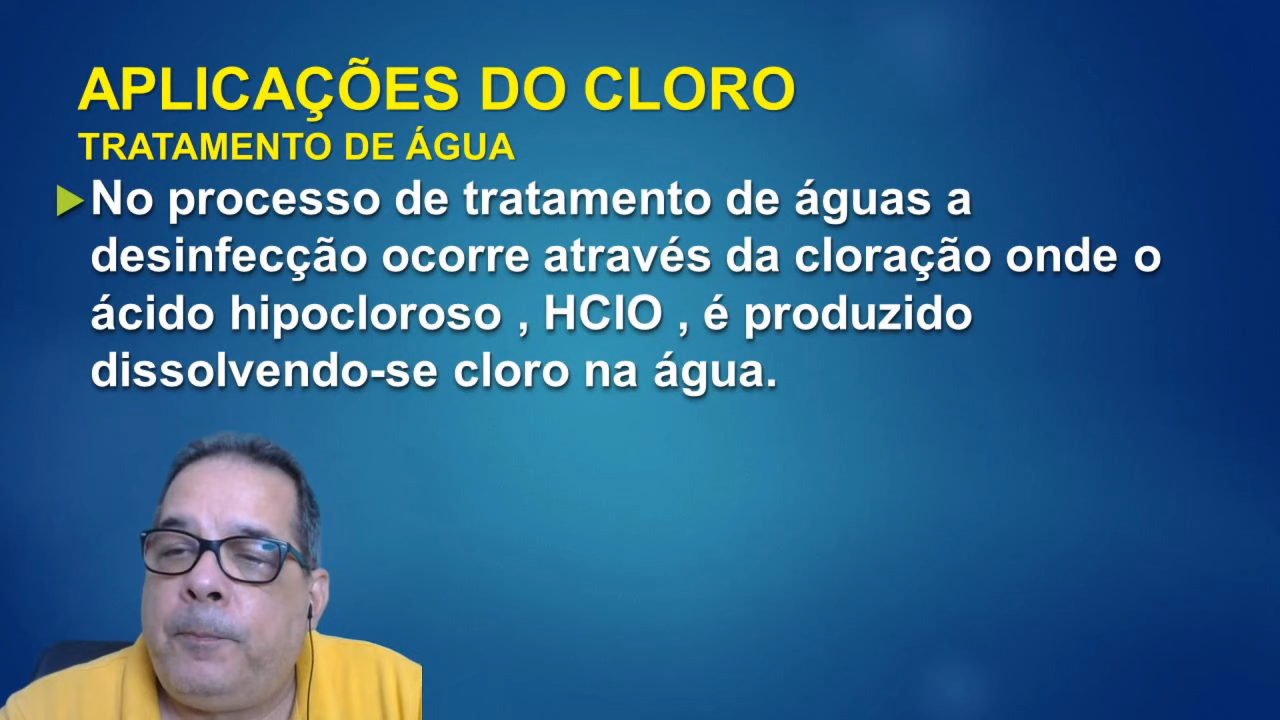 APLICAÇÕES DO CLORO
TRATAMENTO DE ÁGUA
No processo de tratamento de águas a
desinfecção ocorre através da cloração onde o
ácido hipocloroso , HClO , é produzido
dissolvendo-se cloro na água.